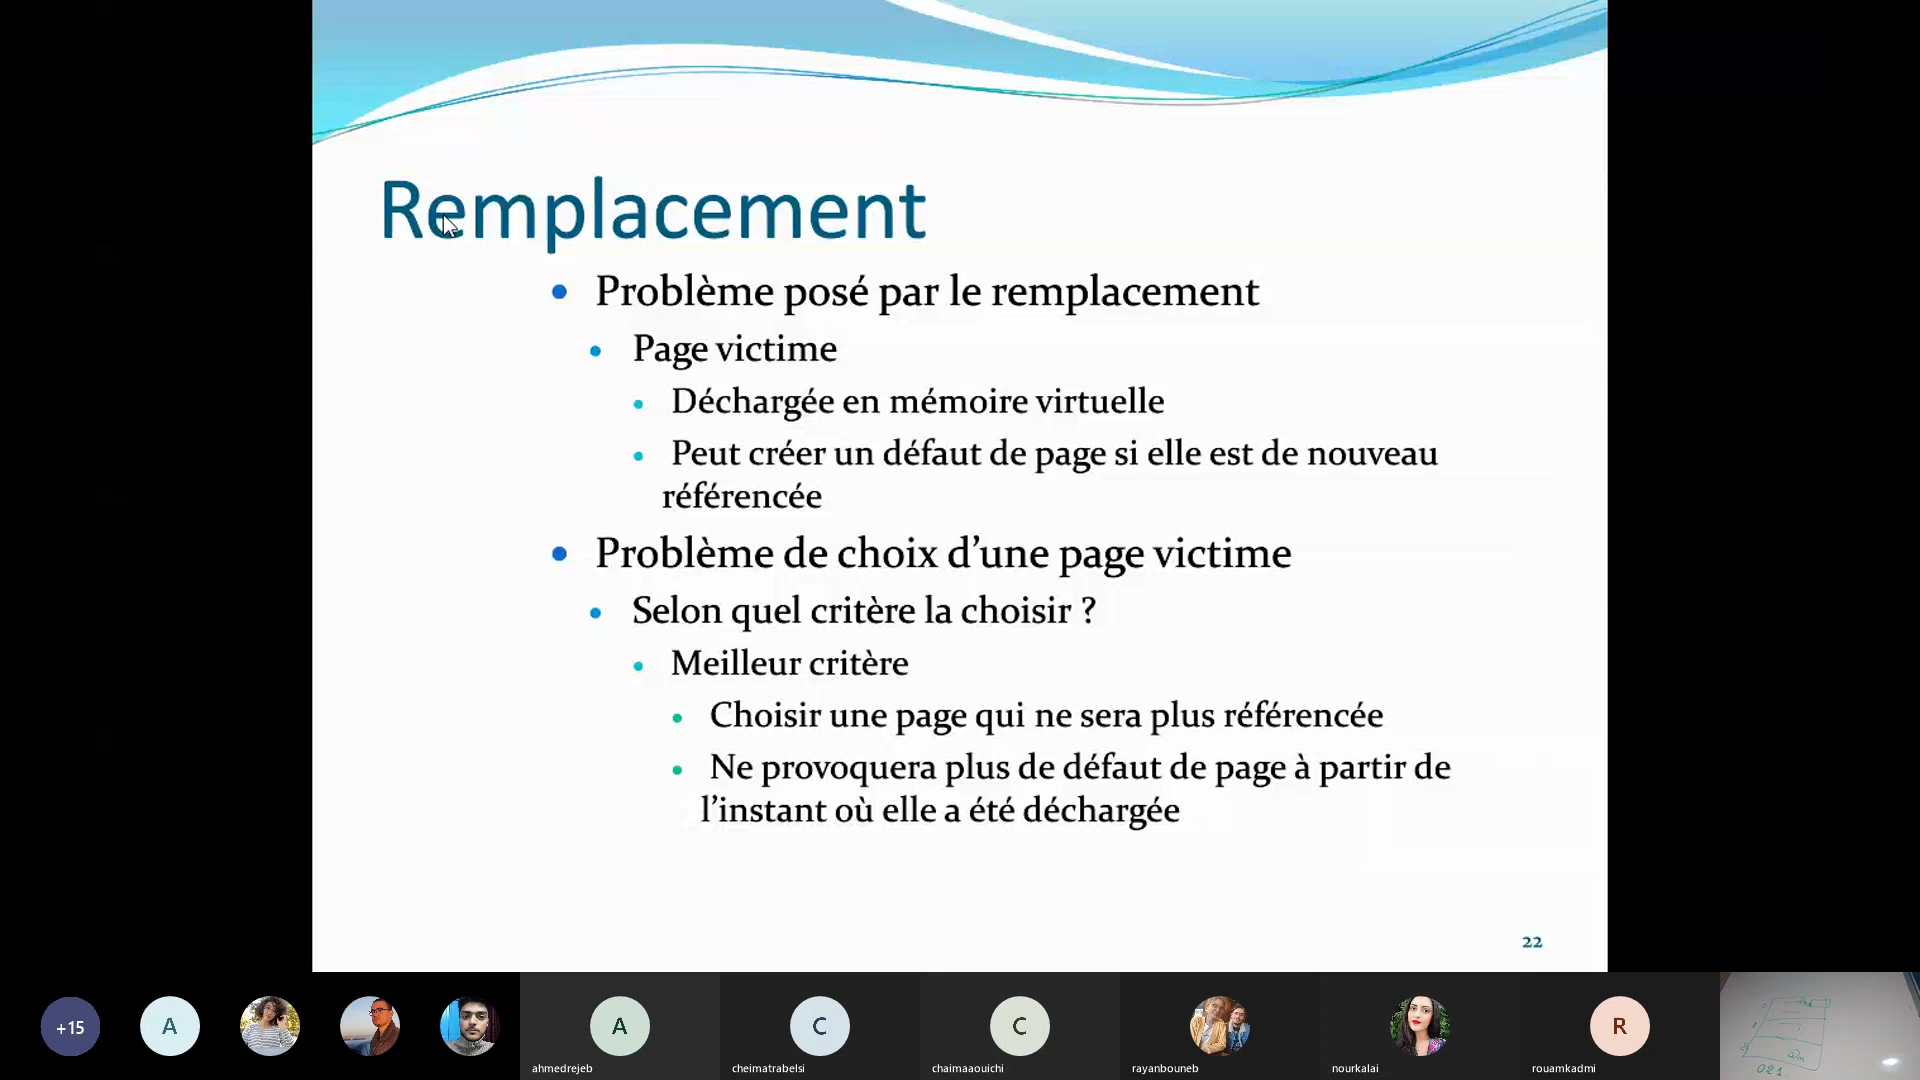 Remplacement
• Problème posé par le remplacement
• Page victime
• Déchargée en mémoire virtuelle
• Peut créer un défaut de page si elle est de nouveau
référencée
• Problème de choix d’une page victime
• Selon quel critère la choisir ?
• Meilleur critère
• Choisir une page qui ne sera plus référencée
• Ne provoquera plus de défaut de page à partir de
l’instant où elle a été déchargée
22
+15
A
A
C
C
R
ahmedrejeb
cheimatrabelsi
chaimaaouichi
rayanbouneb
nourkalai
rouamkadmi